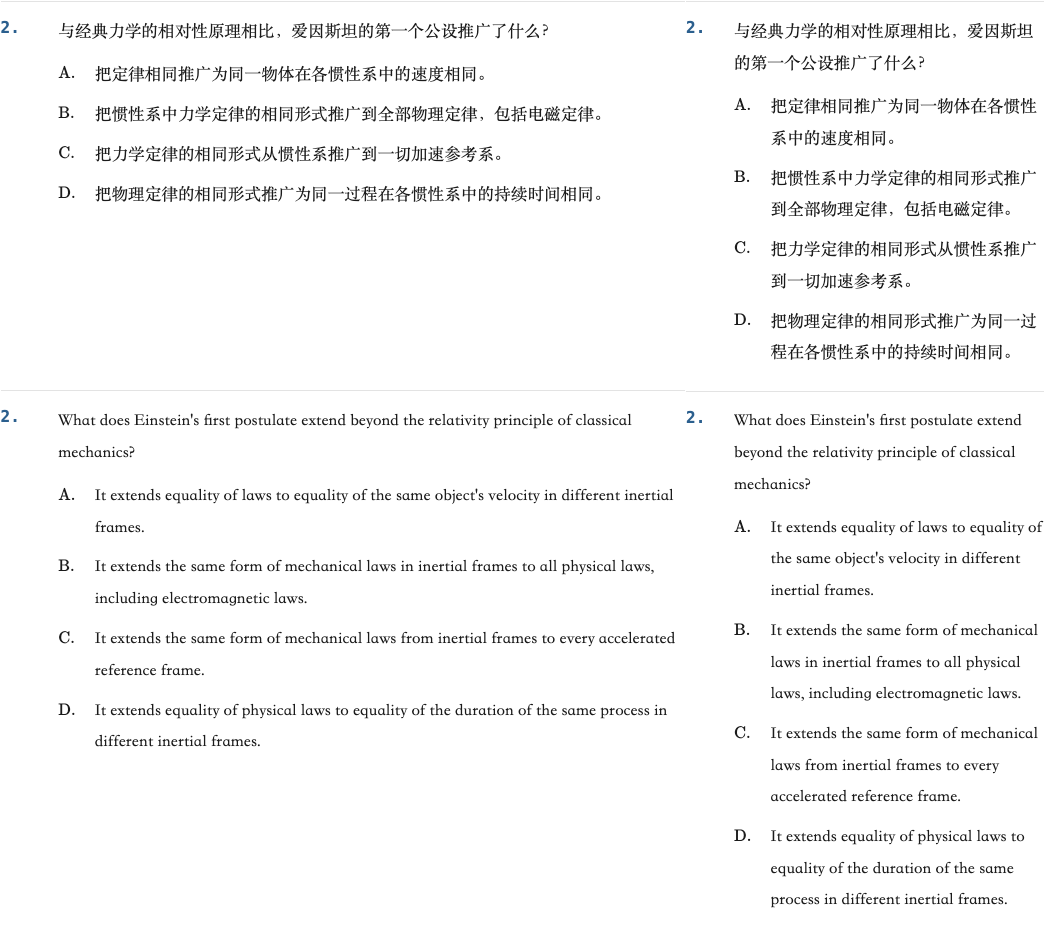 2. 与经典力学的相对性原理相比，爱因斯坦的第一个公设推广了什么？
A. 把定律相同推广为同一物体在各惯性系中的速度相同。
B. 把惯性系中力学定律的相同形式推广到全部物理定律，包括电磁定律。
C. 把力学定律的相同形式从惯性系推广到一切加速参考系。
D. 把物理定律的相同形式推广为同一过程在各惯性系中的持续时间相同。
2. 与经典力学的相对性原理相比，爱因斯坦
的第一个公设推广了什么？
A. 把定律相同推广为同一物体在各惯性
系中的速度相同。
B. 把惯性系中力学定律的相同形式推广
到全部物理定律，包括电磁定律。
C. 把力学定律的相同形式从惯性系推广
到一切加速参考系。
D. 把物理定律的相同形式推广为同一过
程在各惯性系中的持续时间相同。
2. What does Einstein's first postulate extend beyond the relativity principle of classical
mechanics?
A. It extends equality of laws to equality of the same object's velocity in different inertial
frames.
B. It extends the same form of mechanical laws in inertial frames to all physical laws,
including electromagnetic laws.
C. It extends the same form of mechanical laws from inertial frames to every accelerated
reference frame.
D. It extends equality of physical laws to equality of the duration of the same process in
different inertial frames.
2. What does Einstein's first postulate extend
beyond the relativity principle of classical
mechanics?
A. It extends equality of laws to equality of
the same object's velocity in different
inertial frames.
B. It extends the same form of mechanical
laws in inertial frames to all physical
laws, including electromagnetic laws.
C. It extends the same form of mechanical
laws from inertial frames to every
accelerated reference frame.
D. It extends equality of physical laws to
equality of the duration of the same
process in different inertial frames.